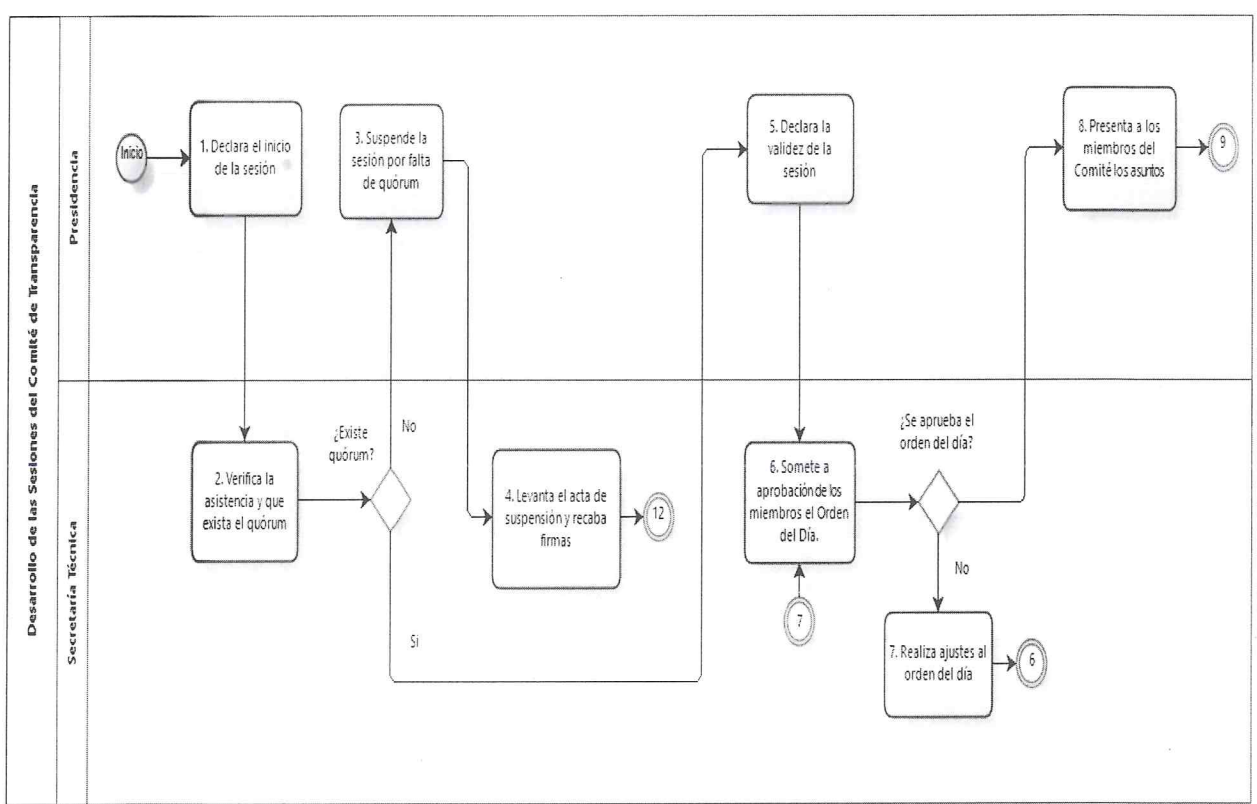 Desarrollo de las Sesiones del Comité de Transparencia
Presidencia
Inicio
1. Declara el inicio
de la sesión
3. Suspende la
sesión por falta
de quórum
5. Declara la
validez de la
sesión
8. Presenta a los
miembros del
Comité los asuntos
9
Secretaría Técnica
2. Verifica la
asistencia y que
exista el quórum
¿Existe
quórum?
No
Si
4. Levanta el acta de
suspensión y recaba
firmas
12
6. Somete a
aprobación de los
miembros el Orden
del Día.
7
¿Se aprueba el
orden del día?
No
7. Realiza ajustes al
orden del día
6